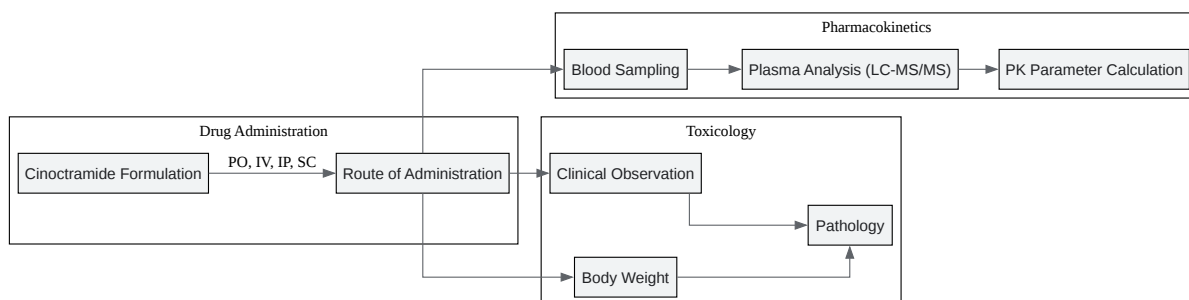 Pharmacokinetics
Blood Sampling
Plasma Analysis (LC-MS/MS)
PK Parameter Calculation
Drug Administration
Cinoctramide Formulation
PO, IV, IP, SC
Route of Administration
Toxicology
Clinical Observation
Pathology
Body Weight